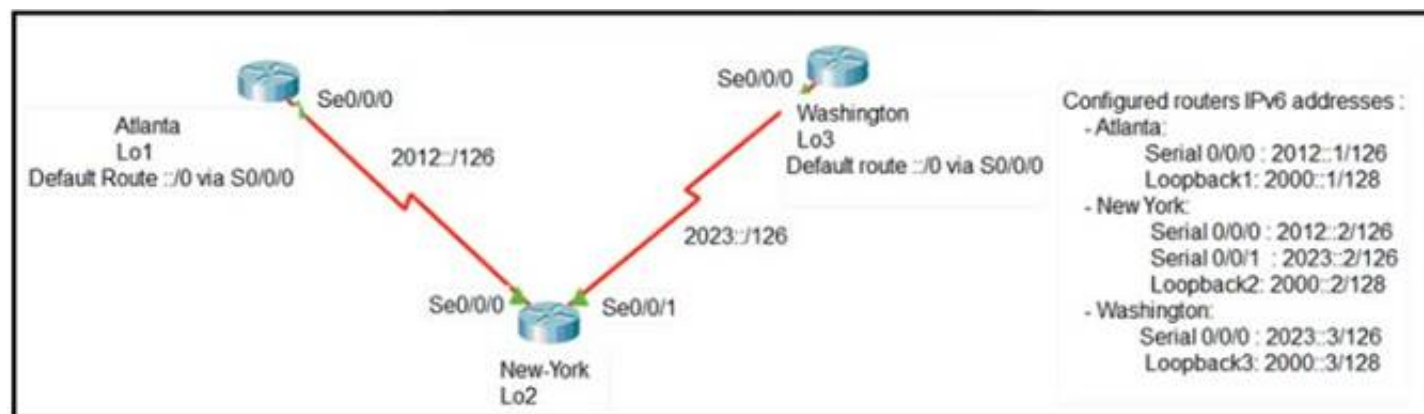 Se0/0/0
Atlanta
Lo1
Default Route ::/0 via S0/0/0
2012::/126
Se0/0/0
Washington
Lo3
Default route ::/0 via S0/0/0
2023::/126
Se0/0/0
Se0/0/1
New-York
Lo2
Configured routers IPv6 addresses :
- Atlanta:
Serial 0/0/0 : 2012::1/126
Loopback1: 2000::1/128
- New York:
Serial 0/0/0 : 2012::2/126
Serial 0/0/1 : 2023::2/126
Loopback2: 2000::2/128
- Washington:
Serial 0/0/0 : 2023::3/126
Loopback3: 2000::3/128